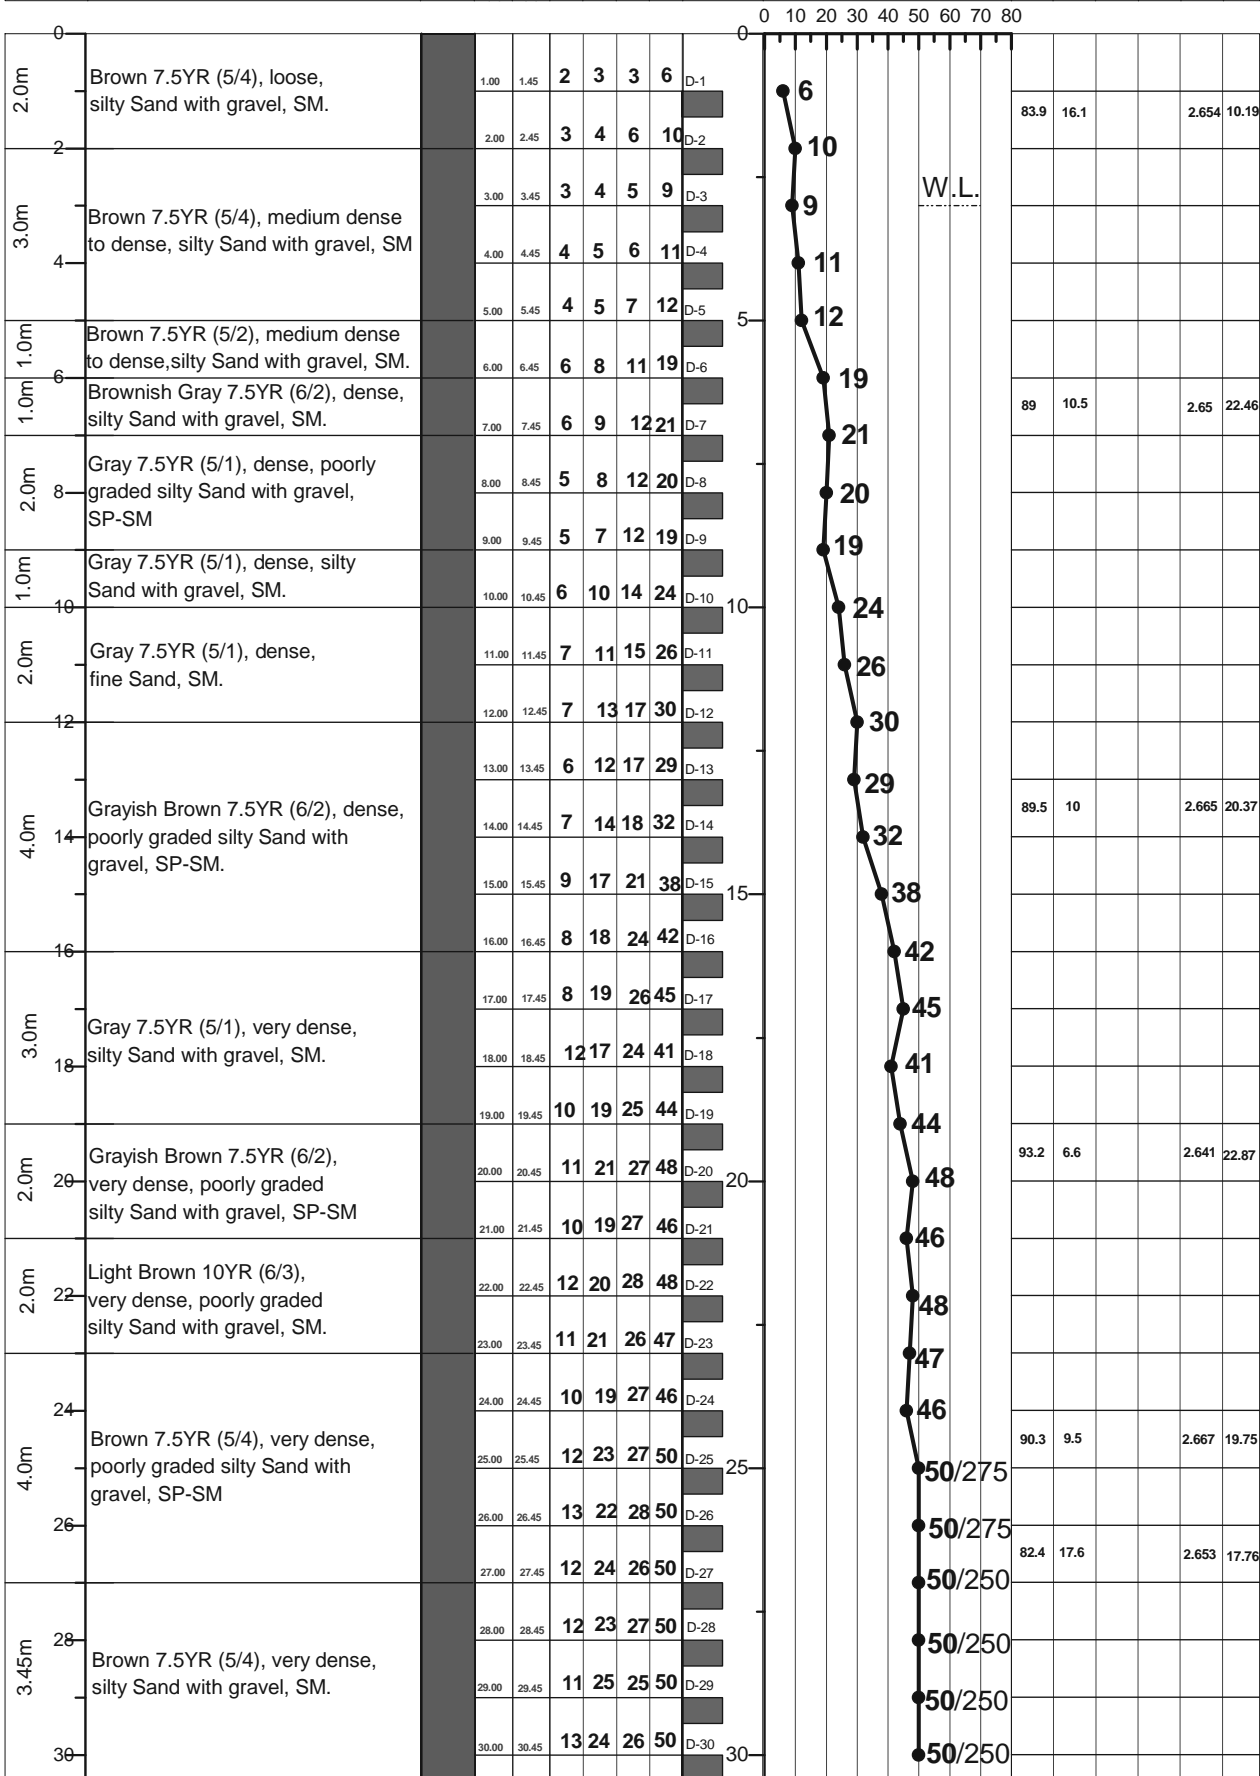 0 10 20 30 40 50 60 70 80
0 0
2.0m
Brown 7.5YR (5/4), loose,
silty Sand with gravel, SM.
1.00 1.45 2 3 3 6 D-1
6
83.9 16.1 2.654 10.19
2.00 2.45 3 4 6 10 D-2
10
2
3.0m
Brown 7.5YR (5/4), medium dense
to dense, silty Sand with gravel, SM
3.00 3.45 3 4 5 9 D-3
9
W.L.
4.00 4.45 4 5 6 11 D-4
11
4
5.00 5.45 4 5 7 12 D-5
5
12
1.0m
Brown 7.5YR (5/2), medium dense
to dense,silty Sand with gravel, SM.
6.00 6.45 6 8 11 19 D-6
19
6
1.0m
Brownish Gray 7.5YR (6/2), dense,
silty Sand with gravel, SM.
89 10.5 2.65 22.46
7.00 7.45 6 9 12 21 D-7
21
2.0m
Gray 7.5YR (5/1), dense, poorly
graded silty Sand with gravel,
SP-SM
8.00 8.45 5 8 12 20 D-8
20
8
9.00 9.45 5 7 12 19 D-9
19
1.0m
Gray 7.5YR (5/1), dense, silty
Sand with gravel, SM.
10.00 10.45 6 10 14 24 D-10
24
10 10
2.0m
Gray 7.5YR (5/1), dense,
fine Sand, SM.
11.00 11.45 7 11 15 26 D-11
26
12.00 12.45 7 13 17 30 D-12
30
12
4.0m
Grayish Brown 7.5YR (6/2), dense,
poorly graded silty Sand with
gravel, SP-SM.
13.00 13.45 6 12 17 29 D-13
29
89.5 10 2.665 20.37
14.00 14.45 7 14 18 32 D-14
32
14
15.00 15.45 9 17 21 38 D-15
15
38
16.00 16.45 8 18 24 42 D-16
42
16
3.0m
Gray 7.5YR (5/1), very dense,
silty Sand with gravel, SM.
17.00 17.45 8 19 26 45 D-17
45
18.00 18.45 12 17 24 41 D-18
41
18
19.00 19.45 10 19 25 44 D-19
44
2.0m
Grayish Brown 7.5YR (6/2),
very dense, poorly graded
silty Sand with gravel, SP-SM
93.2 6.6 2.641 22.87
20.00 20.45 11 21 27 48 D-20
48
20 20
21.00 21.45 10 19 27 46 D-21
46
2.0m
Light Brown 10YR (6/3),
very dense, poorly graded
silty Sand with gravel, SM.
22.00 22.45 12 20 28 48 D-22
48
22
23.00 23.45 11 21 26 47 D-23
47
4.0m
Brown 7.5YR (5/4), very dense,
poorly graded silty Sand with
gravel, SP-SM
24.00 24.45 10 19 27 46 D-24
46
24
90.3 9.5 2.667 19.75
25.00 25.45 12 23 27 50 D-25
25
50/275
26.00 26.45 13 22 28 50 D-26
50/275
26
82.4 17.6 2.653 17.76
27.00 27.45 12 24 26 50 D-27
50/250
3.45m
Brown 7.5YR (5/4), very dense,
silty Sand with gravel, SM.
28.00 28.45 12 23 27 50 D-28
50/250
28
29.00 29.45 11 25 25 50 D-29
50/250
30.00 30.45 13 24 26 50 D-30
50/250
30 30